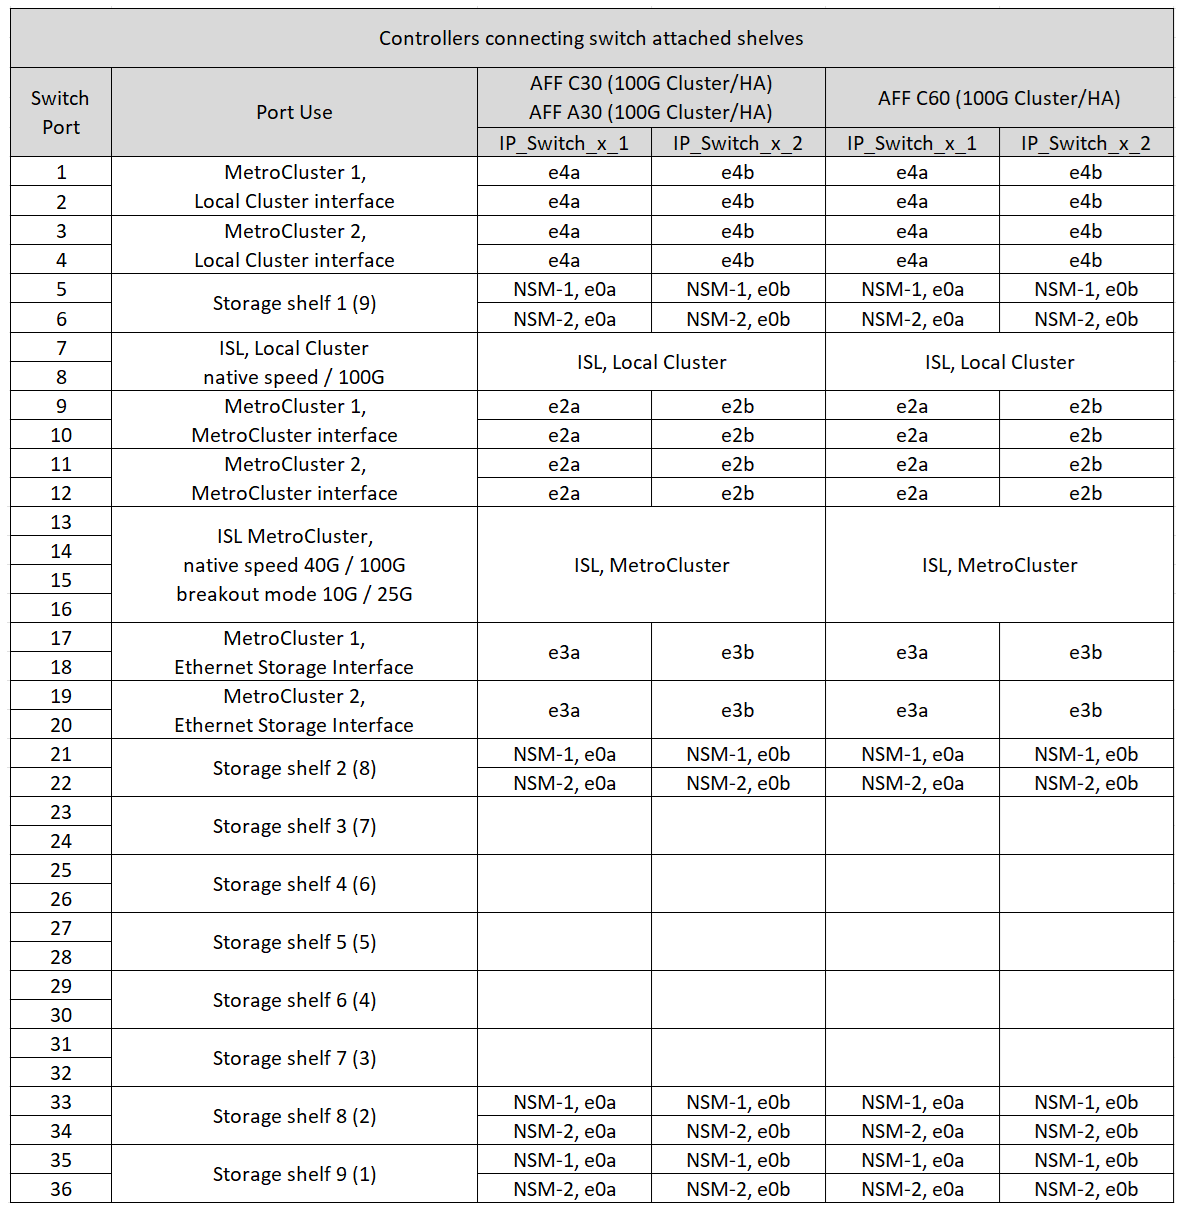 Controllers connecting switch attached shelves
Switch Port
Port Use
AFF C30 (100G Cluster/HA)
AFF A30 (100G Cluster/HA)
AFF C60 (100G Cluster/HA)
IP_Switch_x_1 IP_Switch_x_2 IP_Switch_x_1 IP_Switch_x_2
1 MetroCluster 1, e4a e4b e4a e4b
2 Local Cluster interface e4a e4b e4a e4b
3 MetroCluster 2, e4a e4b e4a e4b
4 Local Cluster interface e4a e4b e4a e4b
5 Storage shelf 1 (9) NSM-1, e0a NSM-1, e0b NSM-1, e0a NSM-1, e0b
6 NSM-2, e0a NSM-2, e0b NSM-2, e0a NSM-2, e0b
7 ISL, Local Cluster ISL, Local Cluster ISL, Local Cluster
8 native speed / 100G
9 MetroCluster 1, e2a e2b e2a e2b
10 MetroCluster interface e2a e2b e2a e2b
11 MetroCluster 2, e2a e2b e2a e2b
12 MetroCluster interface e2a e2b e2a e2b
13
14 ISL MetroCluster, ISL, MetroCluster ISL, MetroCluster
15 native speed 40G / 100G
16 breakout mode 10G / 25G
17 MetroCluster 1, e3a e3b e3a e3b
18 Ethernet Storage Interface
19 MetroCluster 2, e3a e3b e3a e3b
20 Ethernet Storage Interface
21 Storage shelf 2 (8) NSM-1, e0a NSM-1, e0b NSM-1, e0a NSM-1, e0b
22 NSM-2, e0a NSM-2, e0b NSM-2, e0a NSM-2, e0b
23 Storage shelf 3 (7)
24
25 Storage shelf 4 (6)
26
27 Storage shelf 5 (5)
28
29 Storage shelf 6 (4)
30
31 Storage shelf 7 (3)
32
33 Storage shelf 8 (2) NSM-1, e0a NSM-1, e0b NSM-1, e0a NSM-1, e0b
34 NSM-2, e0a NSM-2, e0b NSM-2, e0a NSM-2, e0b
35 Storage shelf 9 (1) NSM-1, e0a NSM-1, e0b NSM-1, e0a NSM-1, e0b
36 NSM-2, e0a NSM-2, e0b NSM-2, e0a NSM-2, e0b